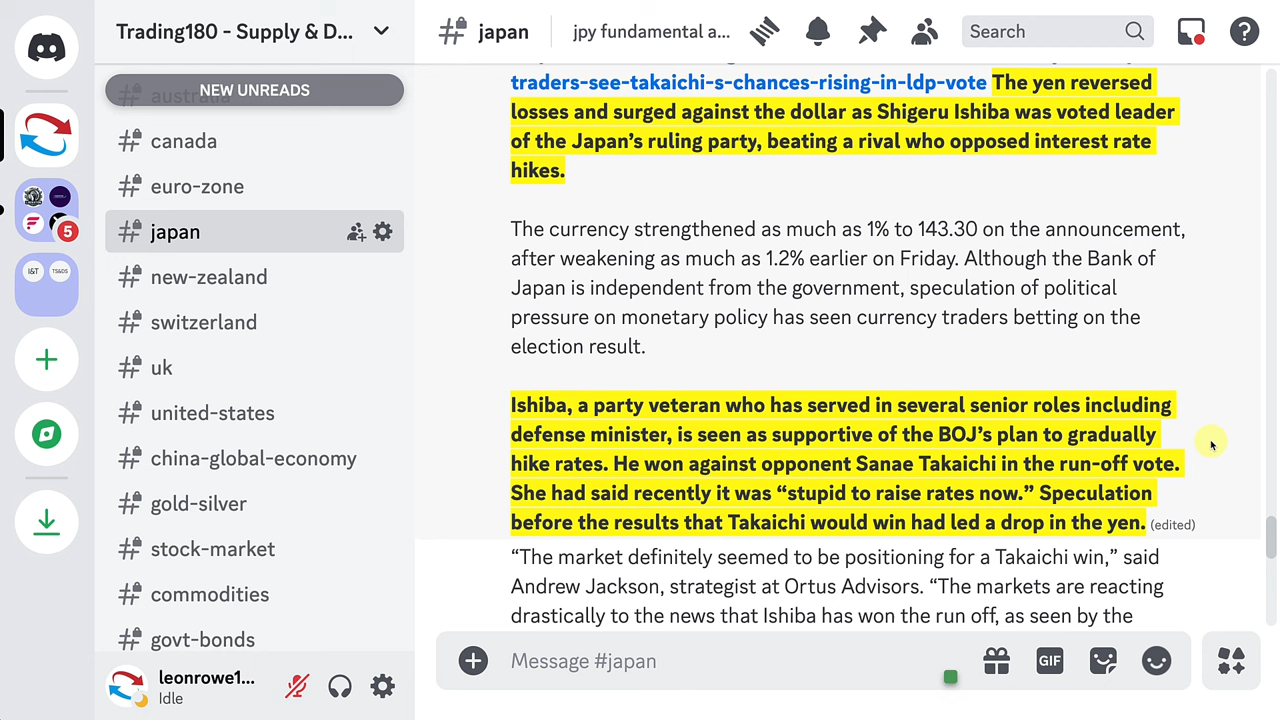 Trading180 - Supply & D...
japan
jpy fundamental a...
Search
NEW UNREADS
australia
canada
euro-zone
japan
new-zealand
switzerland
uk
united-states
china-global-economy
gold-silver
stock-market
commodities
govt-bonds
5
I&T
TS&DS
leonrowe1...
Idle
traders-see-takaichi-s-chances-rising-in-ldp-vote The yen reversed
losses and surged against the dollar as Shigeru Ishiba was voted leader
of the Japan's ruling party, beating a rival who opposed interest rate
hikes.
The currency strengthened as much as 1% to 143.30 on the announcement,
after weakening as much as 1.2% earlier on Friday. Although the Bank of
Japan is independent from the government, speculation of political
pressure on monetary policy has seen currency traders betting on the
election result.
Ishiba, a party veteran who has served in several senior roles including
defense minister, is seen as supportive of the BOJ's plan to gradually
hike rates. He won against opponent Sanae Takaichi in the run-off vote.
She had said recently it was “stupid to raise rates now.” Speculation
before the results that Takaichi would win had led a drop in the yen. (edited)
“The market definitely seemed to be positioning for a Takaichi win,” said
Andrew Jackson, strategist at Ortus Advisors. “The markets are reacting
drastically to the news that Ishiba has won the run off, as seen by the
Message #japan
GIF